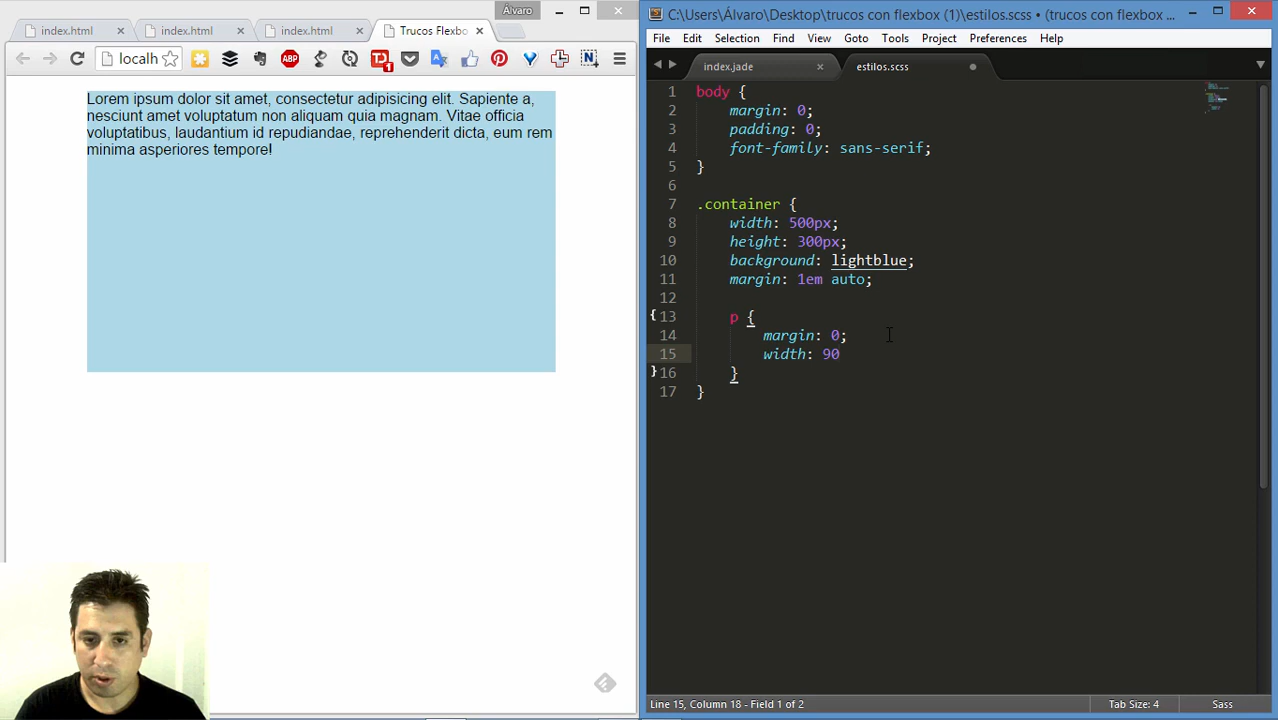 Álvaro
index.html
index.html
index.html
Trucos Flexbo
localh
ABP
TD
1
N
Lorem ipsum dolor sit amet, consectetur adipisicing elit. Sapiente a,
nesciunt amet voluptatum non aliquam quia magnam. Vitae officia
voluptatibus, laudantium id repudiandae, reprehenderit dicta, eum rem
minima asperiores tempore!
C:\Users\Álvaro\Desktop\trucos con flexbox (1)\estilos.scss • (trucos con flexbox ...
File Edit Selection Find View Goto Tools Project Preferences Help
index.jade
estilos.scss
1 body {
2 margin: 0;
3 padding: 0;
4 font-family: sans-serif;
5 }
6
7 .container {
8 width: 500px;
9 height: 300px;
10 background: lightblue;
11 margin: 1em auto;
12
13 p {
14 margin: 0;
15 width: 90
16 }
17 }
Line 15, Column 18 - Field 1 of 2
Tab Size: 4
Sass